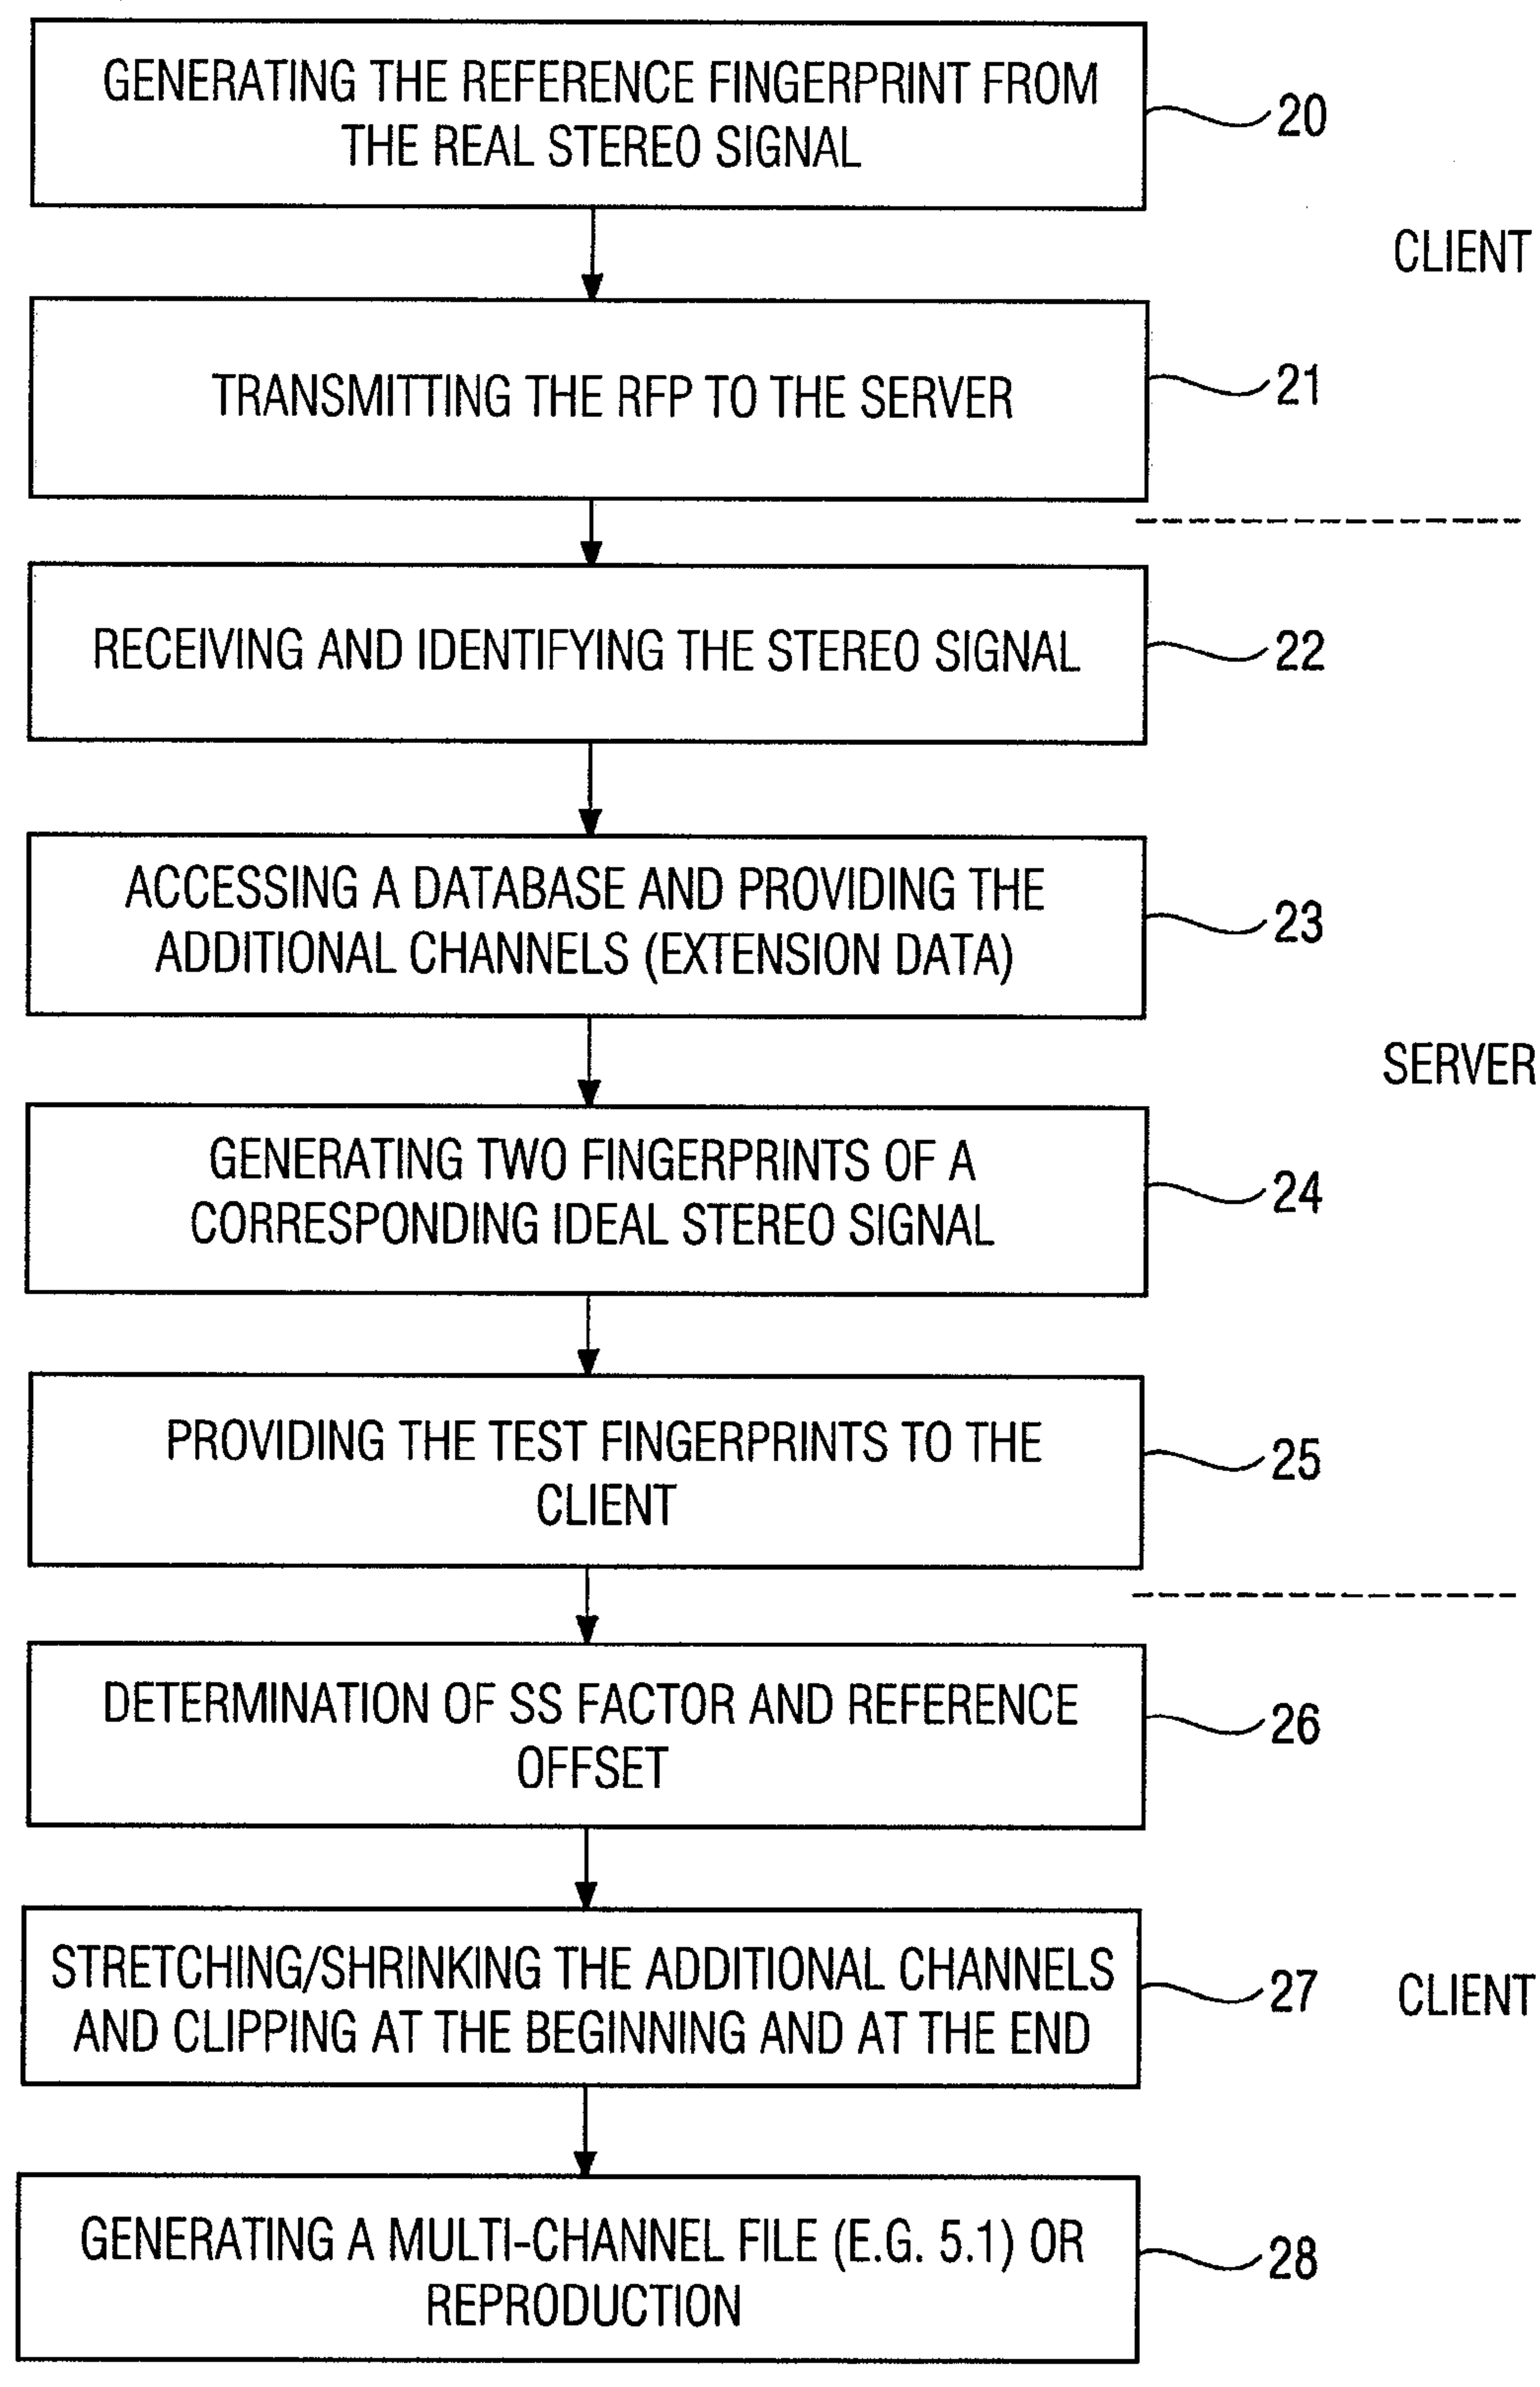 GENERATING THE REFERENCE FINGERPRINT FROM
THE REAL STEREO SIGNAL
20
CLIENT
TRANSMITTING THE RFP TO THE SERVER
21
RECEIVING AND IDENTIFYING THE STEREO SIGNAL
22
ACCESSING A DATABASE AND PROVIDING THE
ADDITIONAL CHANNELS (EXTENSION DATA)
23
SERVER
GENERATING TWO FINGERPRINTS OF A
CORRESPONDING IDEAL STEREO SIGNAL
24
PROVIDING THE TEST FINGERPRINTS TO THE
CLIENT
25
DETERMINATION OF SS FACTOR AND REFERENCE
OFFSET
26
STRETCHING/SHRINKING THE ADDITIONAL CHANNELS
AND CLIPPING AT THE BEGINNING AND AT THE END
27
CLIENT
GENERATING A MULTI-CHANNEL FILE (E.G. 5.1) OR
REPRODUCTION
28